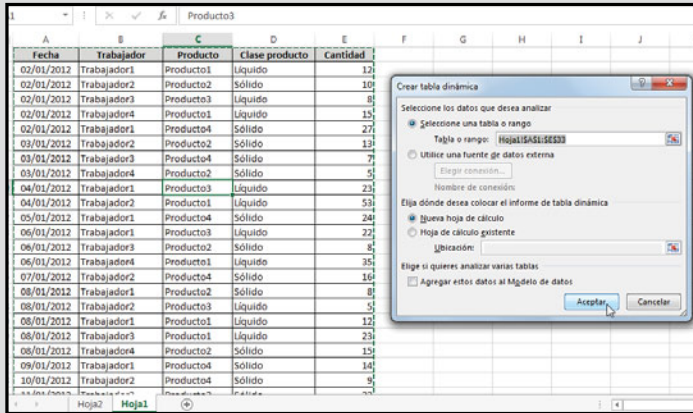 Producto3
A B C D E F G H I J
Fecha Trabajador Producto Clase producto Cantidad
02/01/2012 Trabajador1 Producto1 Líquido 12
02/01/2012 Trabajador2 Producto2 Sólido 10
02/01/2012 Trabajador3 Producto3 Líquido 8
02/01/2012 Trabajador4 Producto1 Líquido 15
02/01/2012 Trabajador1 Producto4 Sólido 27
03/01/2012 Trabajador2 Producto2 Sólido 13
03/01/2012 Trabajador3 Producto4 Sólido 7
03/01/2012 Trabajador4 Producto2 Sólido 5
04/01/2012 Trabajador1 Producto3 Líquido 23
04/01/2012 Trabajador2 Producto1 Líquido 53
05/01/2012 Trabajador1 Producto4 Sólido 24
06/01/2012 Trabajador3 Producto1 Líquido 22
06/01/2012 Trabajador3 Producto2 Sólido 8
06/01/2012 Trabajador4 Producto1 Líquido 35
07/01/2012 Trabajador2 Producto4 Sólido 16
08/01/2012 Trabajador1 Producto2 Sólido 8
08/01/2012 Trabajador2 Producto3 Líquido 5
08/01/2012 Trabajador1 Producto1 Líquido 12
08/01/2012 Trabajador3 Producto1 Líquido 23
08/01/2012 Trabajador4 Producto2 Sólido 15
09/01/2012 Trabajador1 Producto4 Sólido 14
10/01/2012 Trabajador2 Producto2 Sólido 9
Hoja2 Hoja1
Crear tabla dinámica
Seleccione los datos que desea analizar
Seleccione una tabla o rango
Tabla o rango: Hoja1!$A$1:$E$33
Utilice una fuente de datos externa
Elegir conexión...
Nombre de conexión:
Elija dónde desea colocar el informe de tabla dinámica
Nueva hoja de cálculo
Hoja de cálculo existente
Ubicación:
Elige si quieres analizar varias tablas
Agregar estos datos al Modelo de datos
Aceptar Cancelar